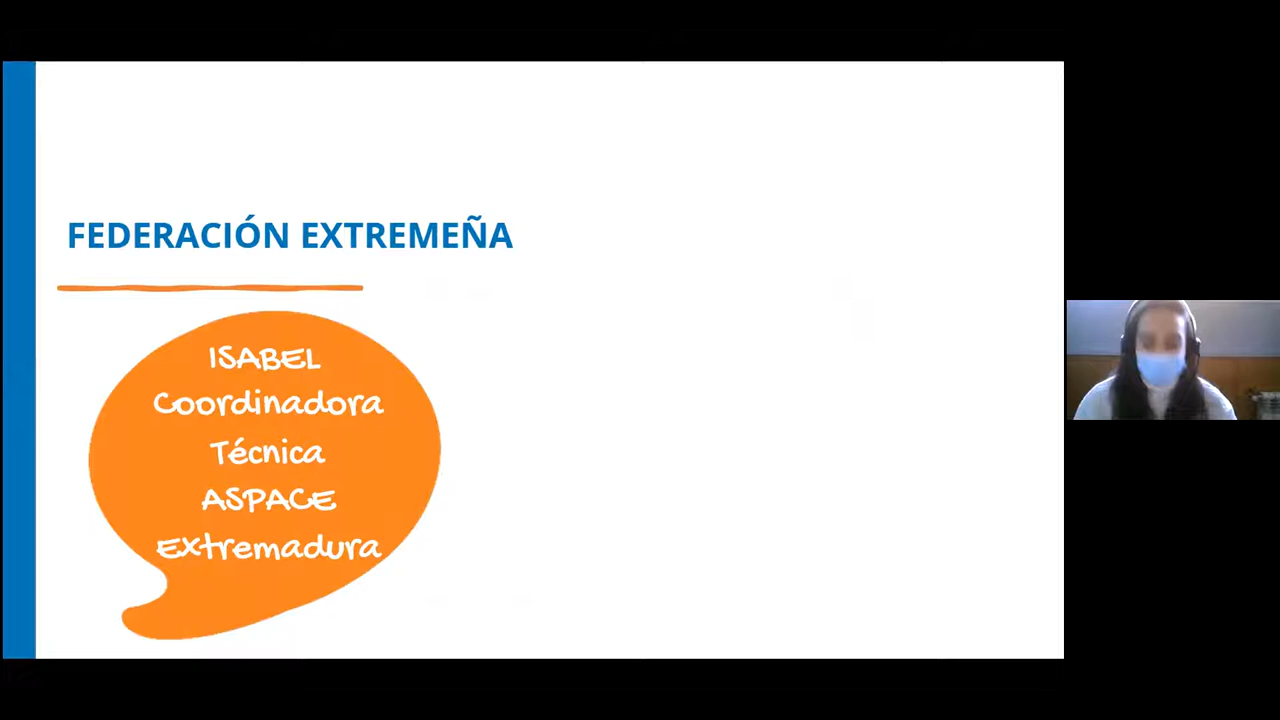 FEDERACIÓN EXTREMEÑA
ISABEL
Coordinadora
Técnica
ASPACE
Extremadura